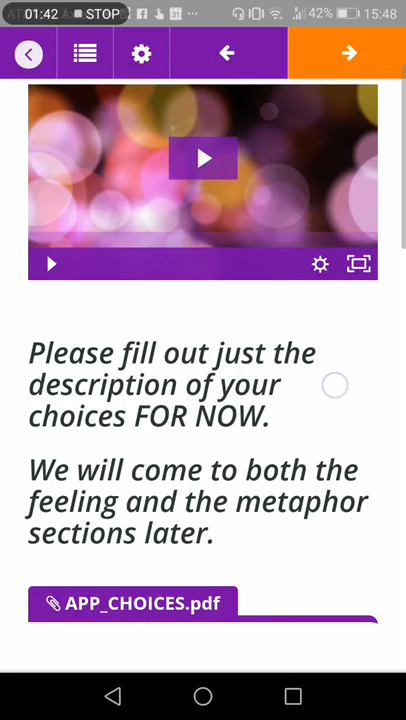 01:42 STOP 31 ... 42% 15:48
Please fill out just the
description of your
choices FOR NOW.
We will come to both the
feeling and the metaphor
sections later.
APP_CHOICES.pdf